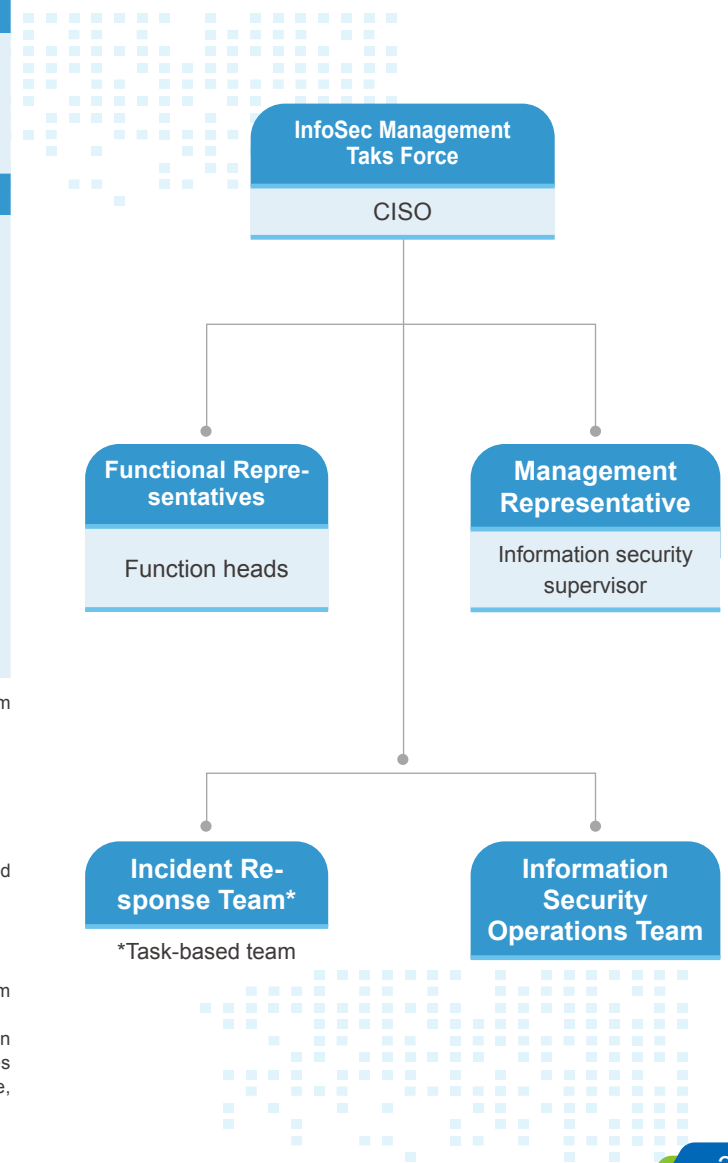 InfoSec Management
Taks Force
CISO
Functional Repre-
sentatives
Function heads
Management
Representative
Information security
supervisor
Incident Re-
sponse Team*
*Task-based team
Information
Security
Operations Team